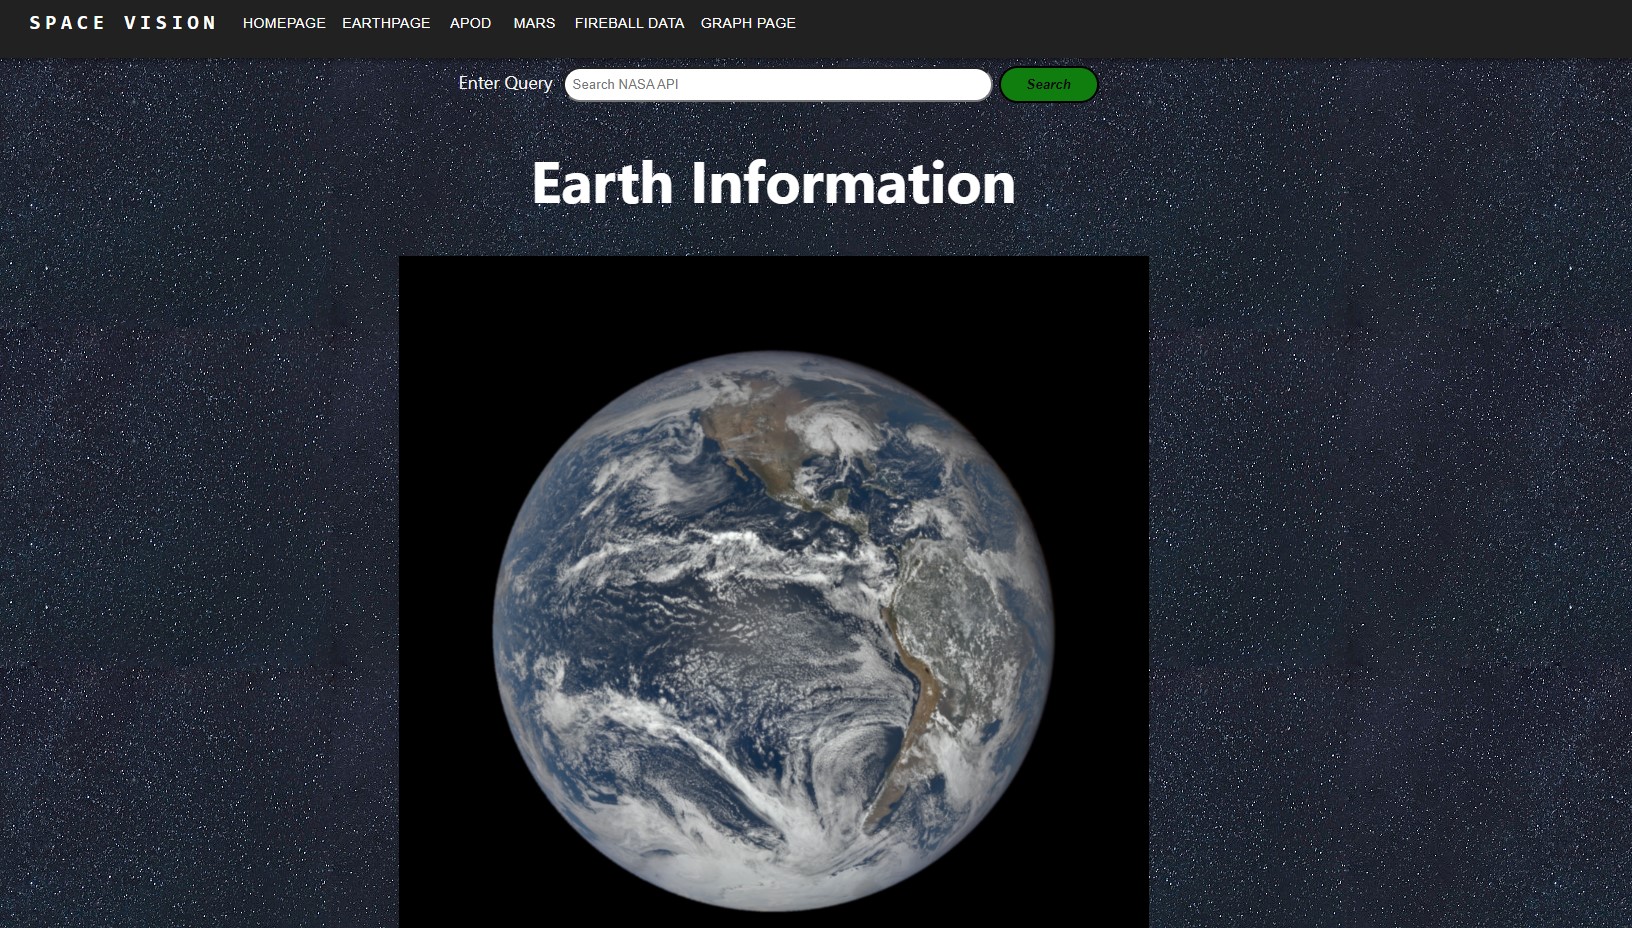 SPACE VISION HOMEPAGE EARTHPAGE APOD MARS FIREBALL DATA GRAPH PAGE
Enter Query Search NASA API Search
Earth Information